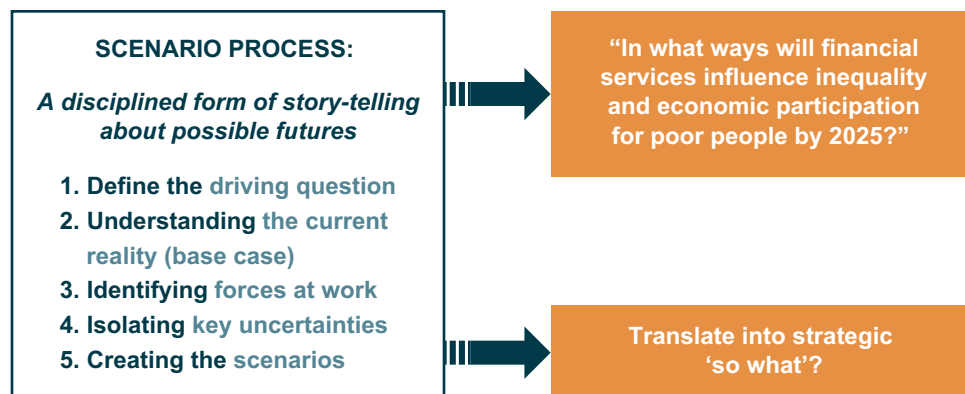 SCENARIO PROCESS:
A disciplined form of story-telling
about possible futures
1. Define the driving question
2. Understanding the current
reality (base case)
3. Identifying forces at work
4. Isolating key uncertainties
5. Creating the scenarios
“In what ways will financial
services influence inequality
and economic participation
for poor people by 2025?”
Translate into strategic
‘so what’?